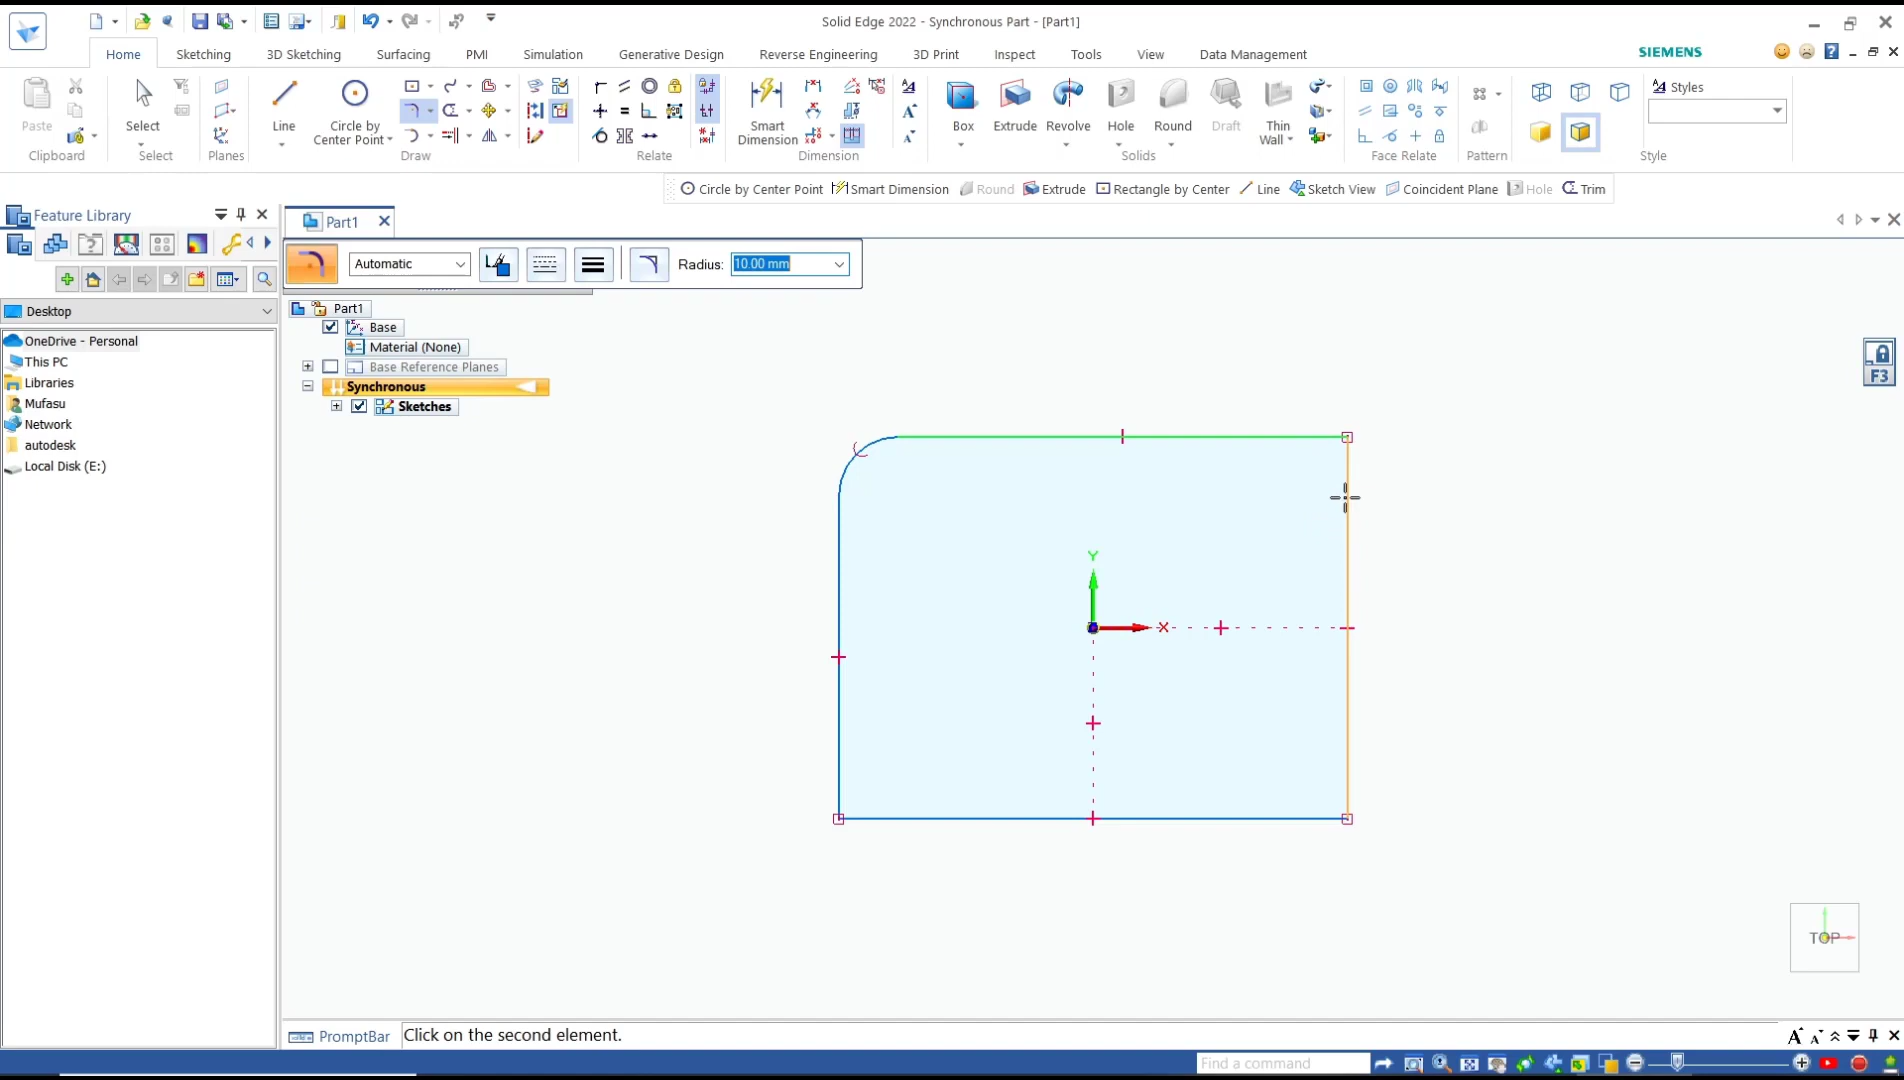 Solid Edge 2022 - Synchronous Part - [Part1]
Home Sketching 3D Sketching Surfacing PMI Simulation Generative Design Reverse Engineering 3D Print Inspect Tools View Data Management SIEMENS
Paste Select Line Circle by Center Point Smart Dimension Box Extrude Revolve Hole Round Draft Thin Wall Styles
Clipboard Select Planes Draw Relate Dimension Solids Face Relate Pattern Style
Circle by Center Point Smart Dimension Round Extrude Rectangle by Center Line Sketch View Coincident Plane Hole Trim
Feature Library
Part1
Automatic Radius: 10.00 mm
Desktop
Part1
Base
Material (None)
Base Reference Planes
Synchronous
Sketches
OneDrive - Personal
This PC
Libraries
Mufasu
Network
autodesk
Local Disk (E:)
F3
Y
X
TOP
PromptBar Click on the second element.
Find a command